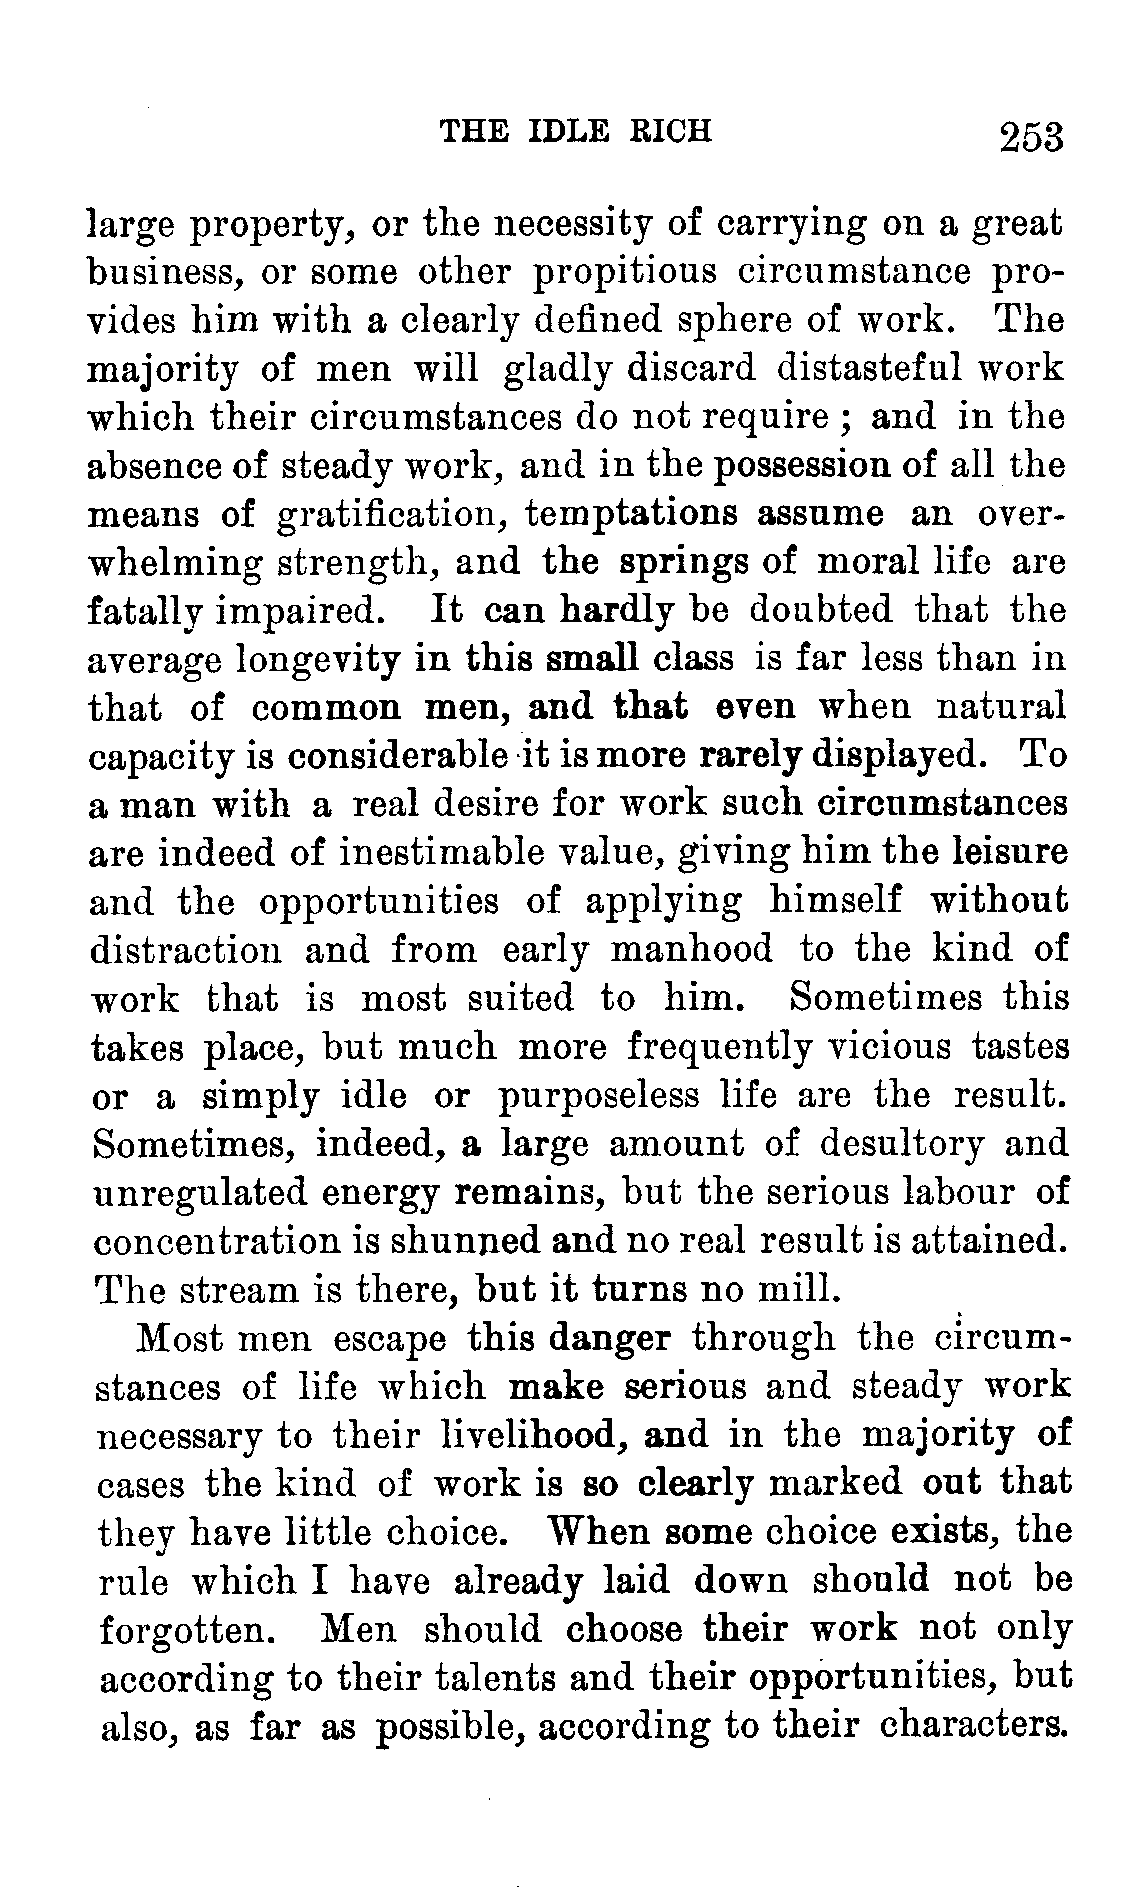 THE IDLE RICH 253
large property, or the necessity of carrying on a great
business, or some other propitious circumstance pro-
vides him with a clearly defined sphere of work. The
majority of men will gladly discard distasteful work
which their circumstances do not require ; and in the
absence of steady work, and in the possession of all the
means of gratification, temptations assume an over-
whelming strength, and the springs of moral life are
fatally impaired. It can hardly be doubted that the
average longevity in this small class is far less than in
that of common men, and that even when natural
capacity is considerable it is more rarely displayed. To
a man with a real desire for work such circumstances
are indeed of inestimable value, giving him the leisure
and the opportunities of applying himself without
distraction and from early manhood to the kind of
work that is most suited to him. Sometimes this
takes place, but much more frequently vicious tastes
or a simply idle or purposeless life are the result.
Sometimes, indeed, a large amount of desultory and
unregulated energy remains, but the serious labour of
concentration is shunned and no real result is attained.
The stream is there, but it turns no mill.
Most men escape this danger through the circum-
stances of life which make serious and steady work
necessary to their livelihood, and in the majority of
cases the kind of work is so clearly marked out that
they have little choice. When some choice exists, the
rule which I have already laid down should not be
forgotten. Men should choose their work not only
according to their talents and their opportunities, but
also, as far as possible, according to their characters.